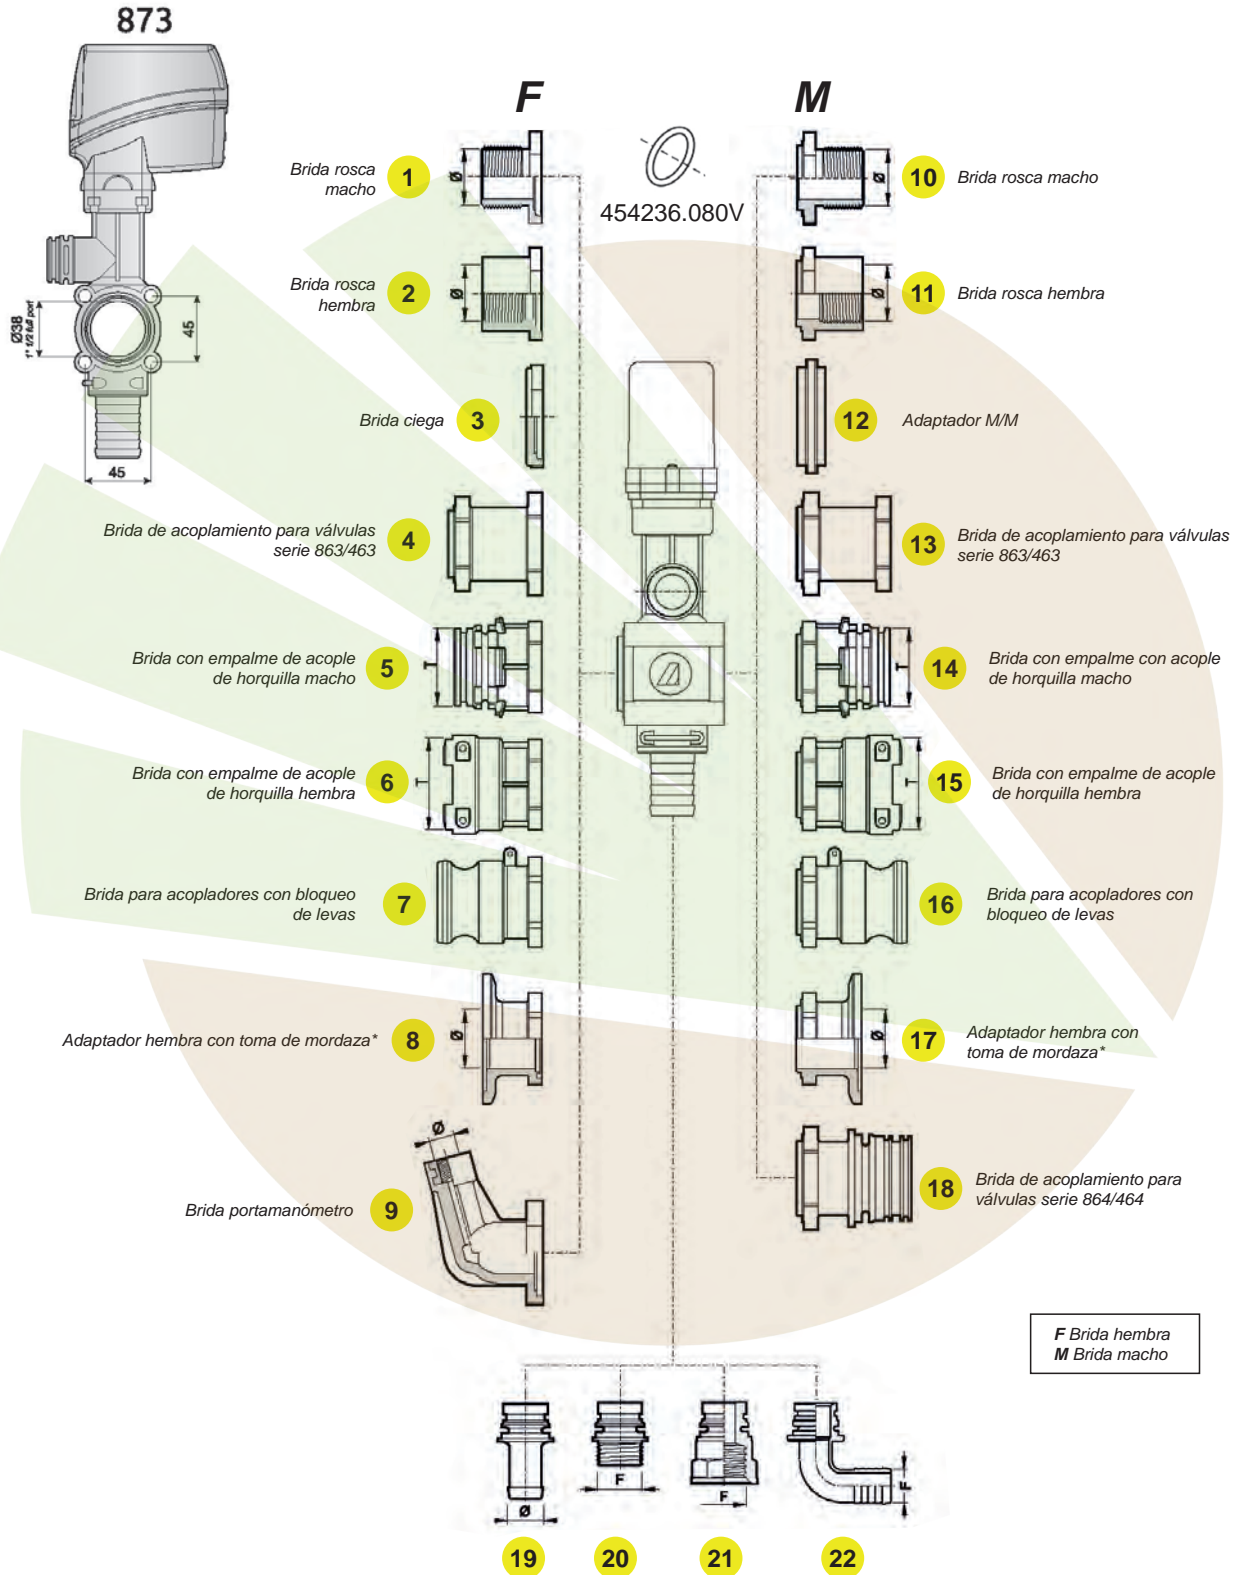 873
F
M
Brida rosca
macho
1
Ø
454236.080V
Ø
10
Brida rosca macho
Brida rosca
hembra
2
Ø
Ø
11
Brida rosca hembra
Ø38
1" 1/2 full port
45
45
Brida ciega
3
12
Adaptador M/M
Brida de acoplamiento para válvulas
serie 863/463
4
13
Brida de acoplamiento para válvulas
serie 863/463
Brida con empalme de acople
de horquilla macho
5
T
T
14
Brida con empalme con acople
de horquilla macho
Brida con empalme de acople
de horquilla hembra
6
T
T
15
Brida con empalme de acople
de horquilla hembra
Brida para acopladores con bloqueo
de levas
7
16
Brida para acopladores con
bloqueo de levas
Adaptador hembra con toma de mordaza*
8
Ø
Ø
17
Adaptador hembra con
toma de mordaza*
Brida portamanómetro
9
Ø
18
Brida de acoplamiento para
válvulas serie 864/464
F Brida hembra
M Brida macho
Ø
F
F
F
19
20
21
22